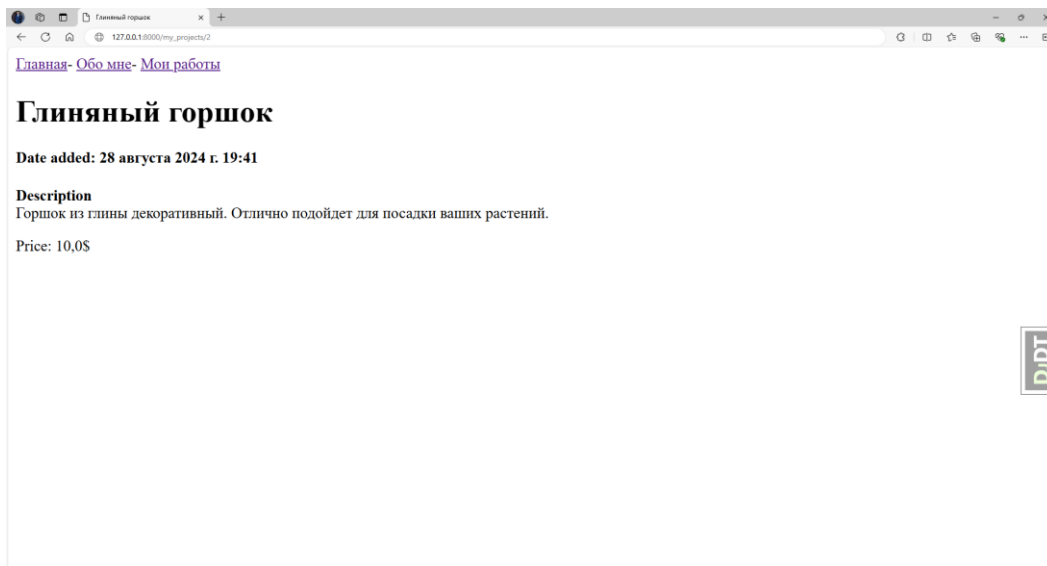 Глиняный горшок
127.0.0.1:8000/my_projects/2
Главная- Обо мне- Мои работы
Глиняный горшок
Date added: 28 августа 2024 г. 19:41
Description
Горшок из глины декоративный. Отлично подойдет для посадки ваших растений.
Price: 10,0$
DjDT